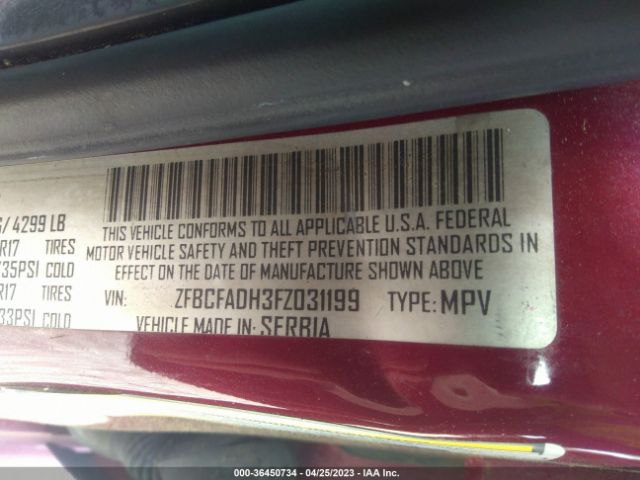 / 4299 LB
THIS VEHICLE CONFORMS TO ALL APPLICABLE U.S.A. FEDERAL
R17 TIRES
MOTOR VEHICLE SAFETY AND THEFT PREVENTION STANDARDS IN
35PSI COLD
EFFECT ON THE DATE OF MANUFACTURE SHOWN ABOVE
R17 TIRES
VIN: ZFBCFADH3FZ031199 TYPE: MPV
33PSI COLD
VEHICLE MADE IN: SERBIA
000-36450734 - 04/25/2023 - IAA Inc.